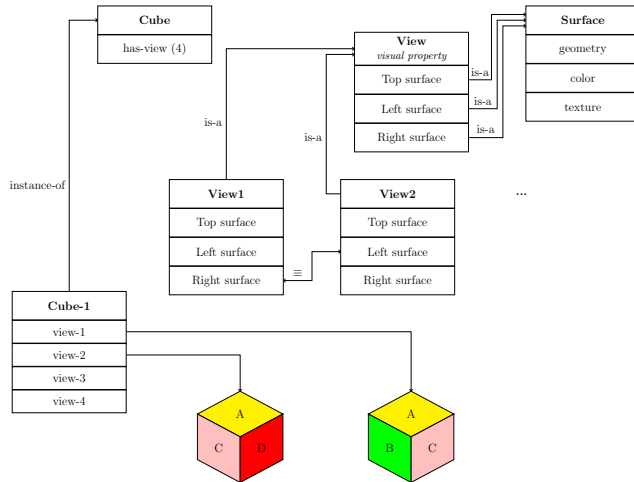 Cube
has-view (4)
View
visual property
Top surface
Left surface
Right surface
Surface
geometry
color
texture
is-a
is-a
is-a
is-a
is-a
instance-of
View1
Top surface
Left surface
Right surface
≡
View2
Top surface
Left surface
Right surface
...
Cube-1
view-1
view-2
view-3
view-4
A
C
D
A
B
C